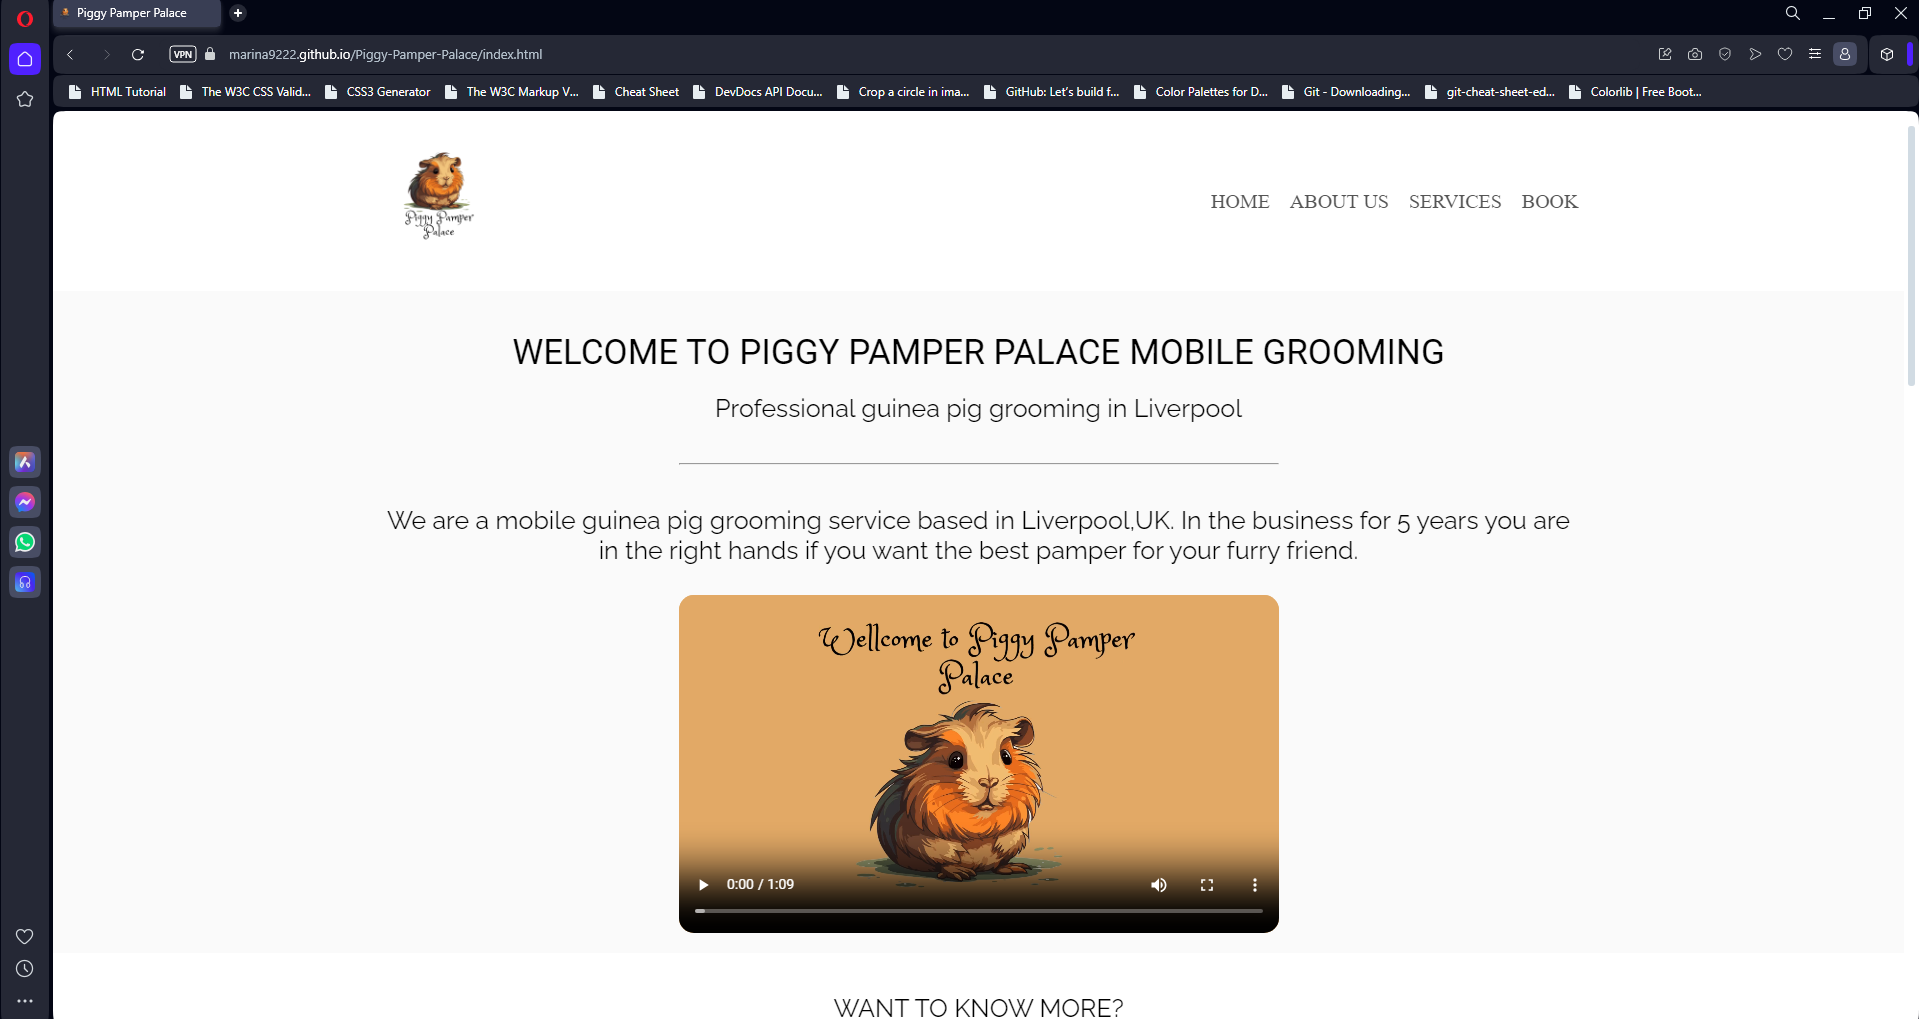 Piggy Pamper Palace
VPN
marina9222.github.io/Piggy-Pamper-Palace/index.html
HTML Tutorial
The W3C CSS Valid...
CSS3 Generator
The W3C Markup V...
Cheat Sheet
DevDocs API Docu...
Crop a circle in ima...
GitHub: Let's build f...
Color Palettes for D...
Git - Downloading...
git-cheat-sheet-ed...
Colorlib | Free Boot...
Piggy Pamper
Palace
HOME ABOUT US SERVICES BOOK
WELCOME TO PIGGY PAMPER PALACE MOBILE GROOMING
Professional guinea pig grooming in Liverpool
We are a mobile guinea pig grooming service based in Liverpool,UK. In the business for 5 years you are
in the right hands if you want the best pamper for your furry friend.
Wellcome to Piggy Pamper
Palace
0:00 / 1:09
WANT TO KNOW MORE?